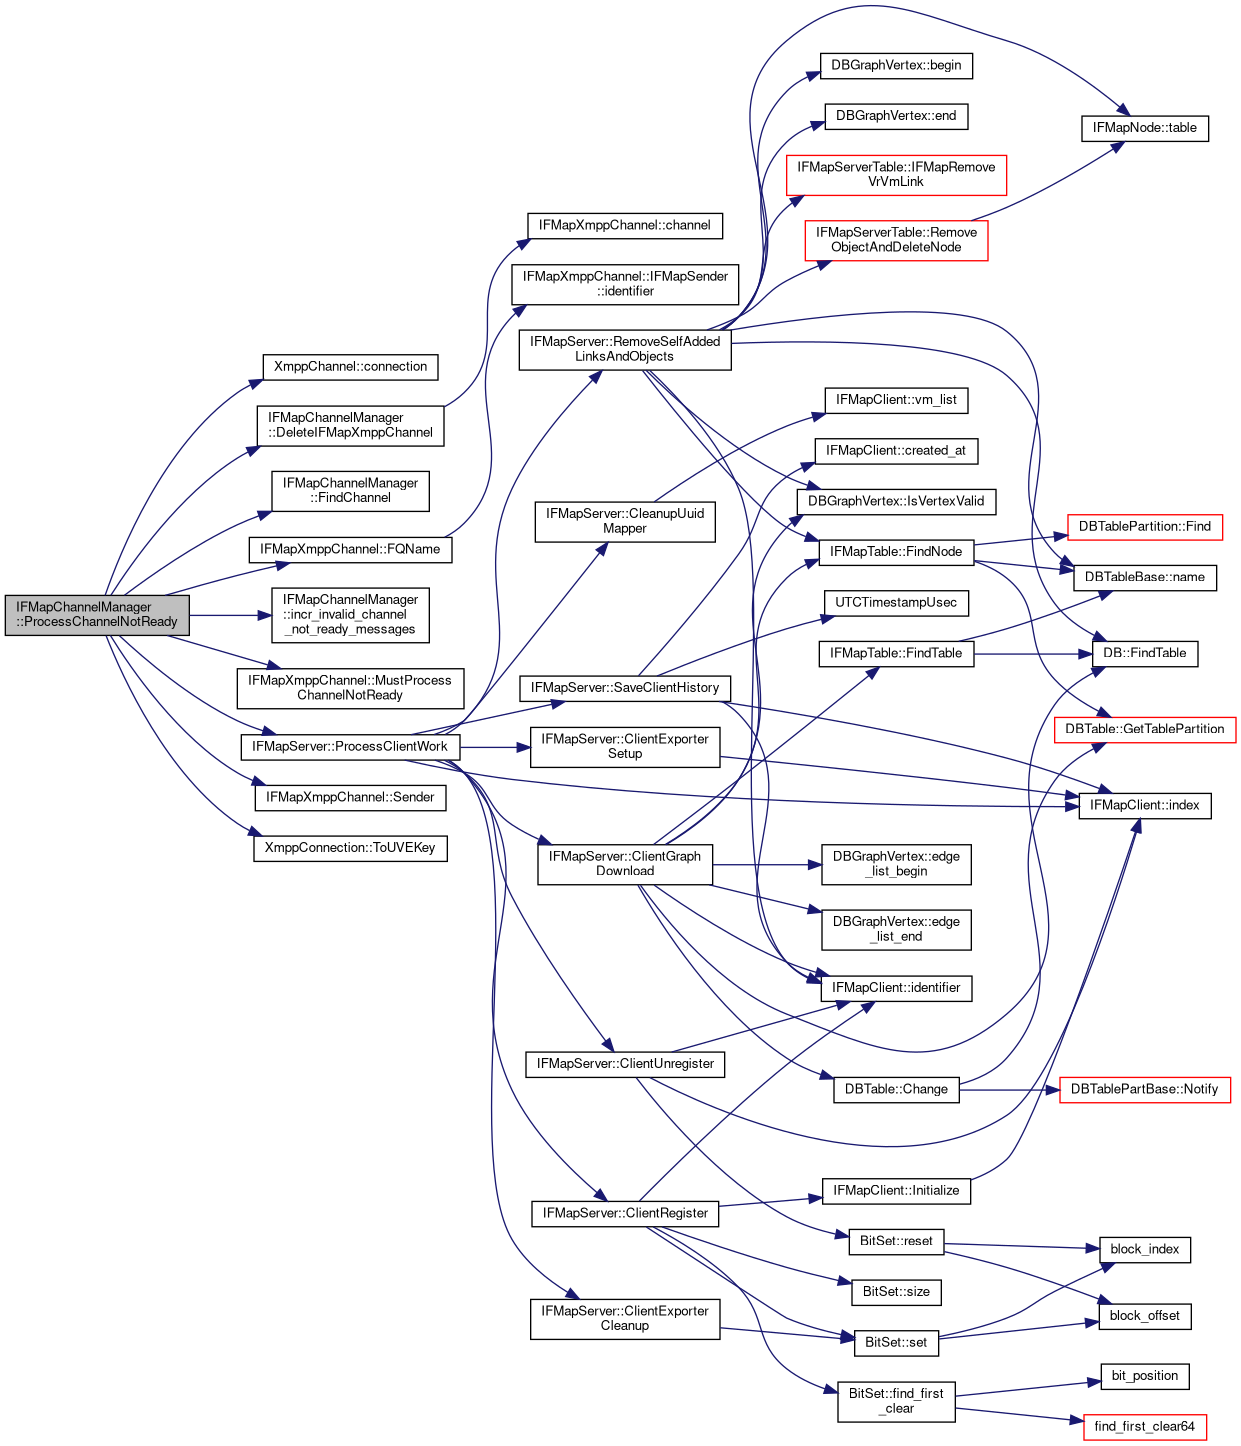 IFMapChannelManager
::ProcessChannelNotReady
XmppChannel::connection
IFMapChannelManager
::DeleteIFMapXmppChannel
IFMapChannelManager
::FindChannel
IFMapXmppChannel::FQName
IFMapChannelManager
::incr_invalid_channel
_not_ready_messages
IFMapXmppChannel::MustProcess
ChannelNotReady
IFMapServer::ProcessClientWork
IFMapXmppChannel::Sender
XmppConnection::ToUVEKey
IFMapXmppChannel::channel
IFMapXmppChannel::IFMapSender
::identifier
IFMapServer::RemoveSelfAdded
LinksAndObjects
IFMapServer::CleanupUuid
Mapper
IFMapServer::SaveClientHistory
IFMapServer::ClientExporter
Setup
IFMapServer::ClientGraph
Download
IFMapServer::ClientUnregister
IFMapServer::ClientRegister
IFMapServer::ClientExporter
Cleanup
DBGraphVertex::begin
DBGraphVertex::end
IFMapServerTable::IFMapRemove
VrVmLink
IFMapServerTable::Remove
ObjectAndDeleteNode
IFMapClient::vm_list
IFMapClient::created_at
DBGraphVertex::IsVertexValid
IFMapTable::FindNode
UTCTimestampUsec
IFMapTable::FindTable
DBGraphVertex::edge
_list_begin
DBGraphVertex::edge
_list_end
IFMapClient::identifier
DBTable::Change
IFMapClient::Initialize
BitSet::reset
BitSet::size
BitSet::set
BitSet::find_first
_clear
IFMapNode::table
DBTablePartition::Find
DBTableBase::name
DB::FindTable
DBTable::GetTablePartition
IFMapClient::index
DBTablePartBase::Notify
block_index
block_offset
bit_position
find_first_clear64